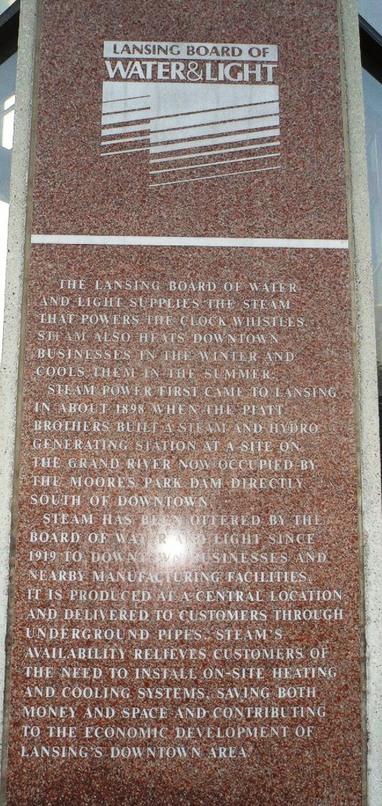 LANSING BOARD OF
WATER&LIGHT
THE LANSING BOARD OF WATER
AND LIGHT SUPPLIES THE STEAM
THAT POWERS THE CLOCK WHISTLES.
STEAM ALSO HEATS DOWNTOWN
BUSINESSES IN THE WINTER AND
COOLS THEM IN THE SUMMER.
STEAM POWER FIRST CAME TO LANSING
IN ABOUT 1898 WHEN THE PIATT
BROTHERS BUILT A STEAM AND HYDRO
GENERATING STATION AT A SITE ON
THE GRAND RIVER NOW OCCUPIED BY
THE MOORES PARK DAM DIRECTLY
SOUTH OF DOWNTOWN.
STEAM HAS BEEN OFFERED BY THE
BOARD OF WATER AND LIGHT SINCE
1919 TO DOWNTOWN BUSINESSES AND
NEARBY MANUFACTURING FACILITIES.
IT IS PRODUCED AT A CENTRAL LOCATION
AND DELIVERED TO CUSTOMERS THROUGH
UNDERGROUND PIPES. STEAM'S
AVAILABILITY RELIEVES CUSTOMERS OF
THE NEED TO INSTALL ON-SITE HEATING
AND COOLING SYSTEMS, SAVING BOTH
MONEY AND SPACE AND CONTRIBUTING
TO THE ECONOMIC DEVELOPMENT OF
LANSING'S DOWNTOWN AREA.